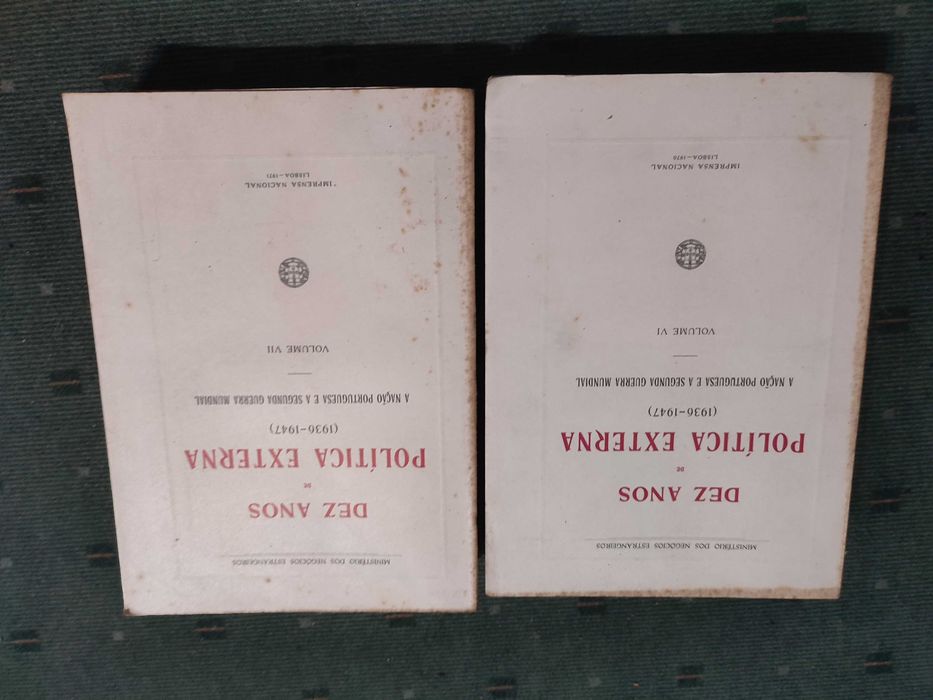 MINISTÉRIO DOS NEGÓCIOS ESTRANGEIROS
DEZ ANOS
DE
POLÍTICA EXTERNA
(1936-1947)
A NAÇÃO PORTUGUESA E A SEGUNDA GUERRA MUNDIAL
VOLUME VI
IMPRENSA NACIONAL
LISBOA—1970
MINISTÉRIO DOS NEGÓCIOS ESTRANGEIROS
DEZ ANOS
DE
POLÍTICA EXTERNA
(1936-1947)
A NAÇÃO PORTUGUESA E A SEGUNDA GUERRA MUNDIAL
VOLUME VII
IMPRENSA NACIONAL
LISBOA—1971